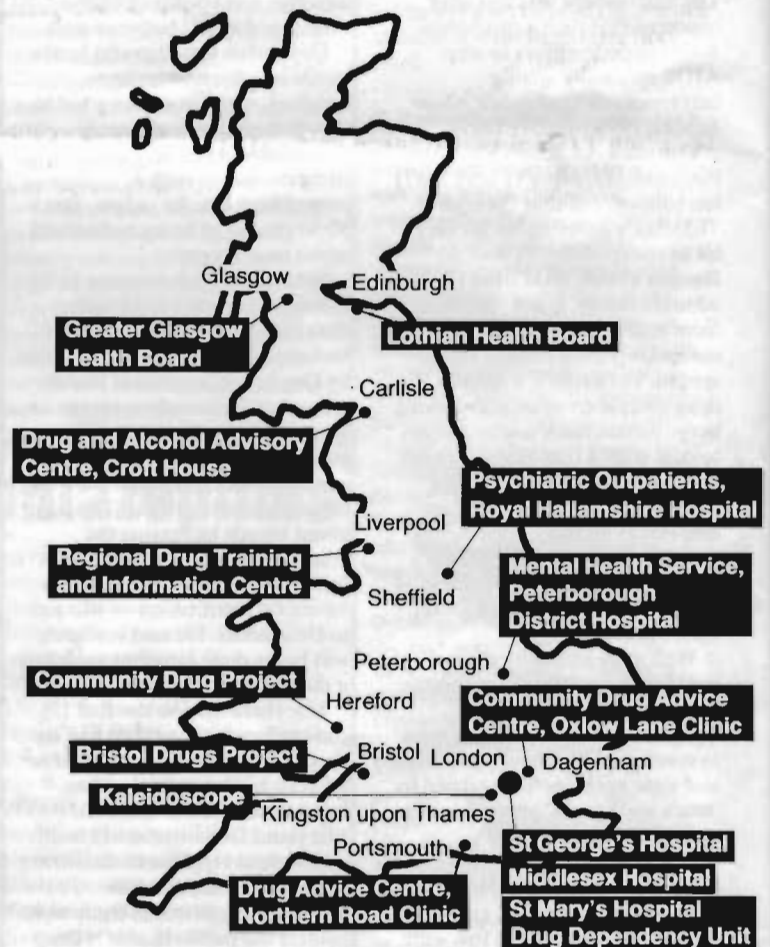 Glasgow
Edinburgh
Greater Glasgow
Health Board
Lothian Health Board
Carlisle
Drug and Alcohol Advisory
Centre, Croft House
Psychiatric Outpatients,
Royal Hallamshire Hospital
Liverpool
Regional Drug Training
and Information Centre
Sheffield
Mental Health Service,
Peterborough
District Hospital
Peterborough
Community Drug Project
Hereford
Community Drug Advice
Centre, Oxlow Lane Clinic
Bristol Drugs Project
Bristol
London
Dagenham
Kaleidoscope
Kingston upon Thames
Portsmouth
St George's Hospital
Middlesex Hospital
Drug Advice Centre,
Northern Road Clinic
St Mary's Hospital
Drug Dependency Unit